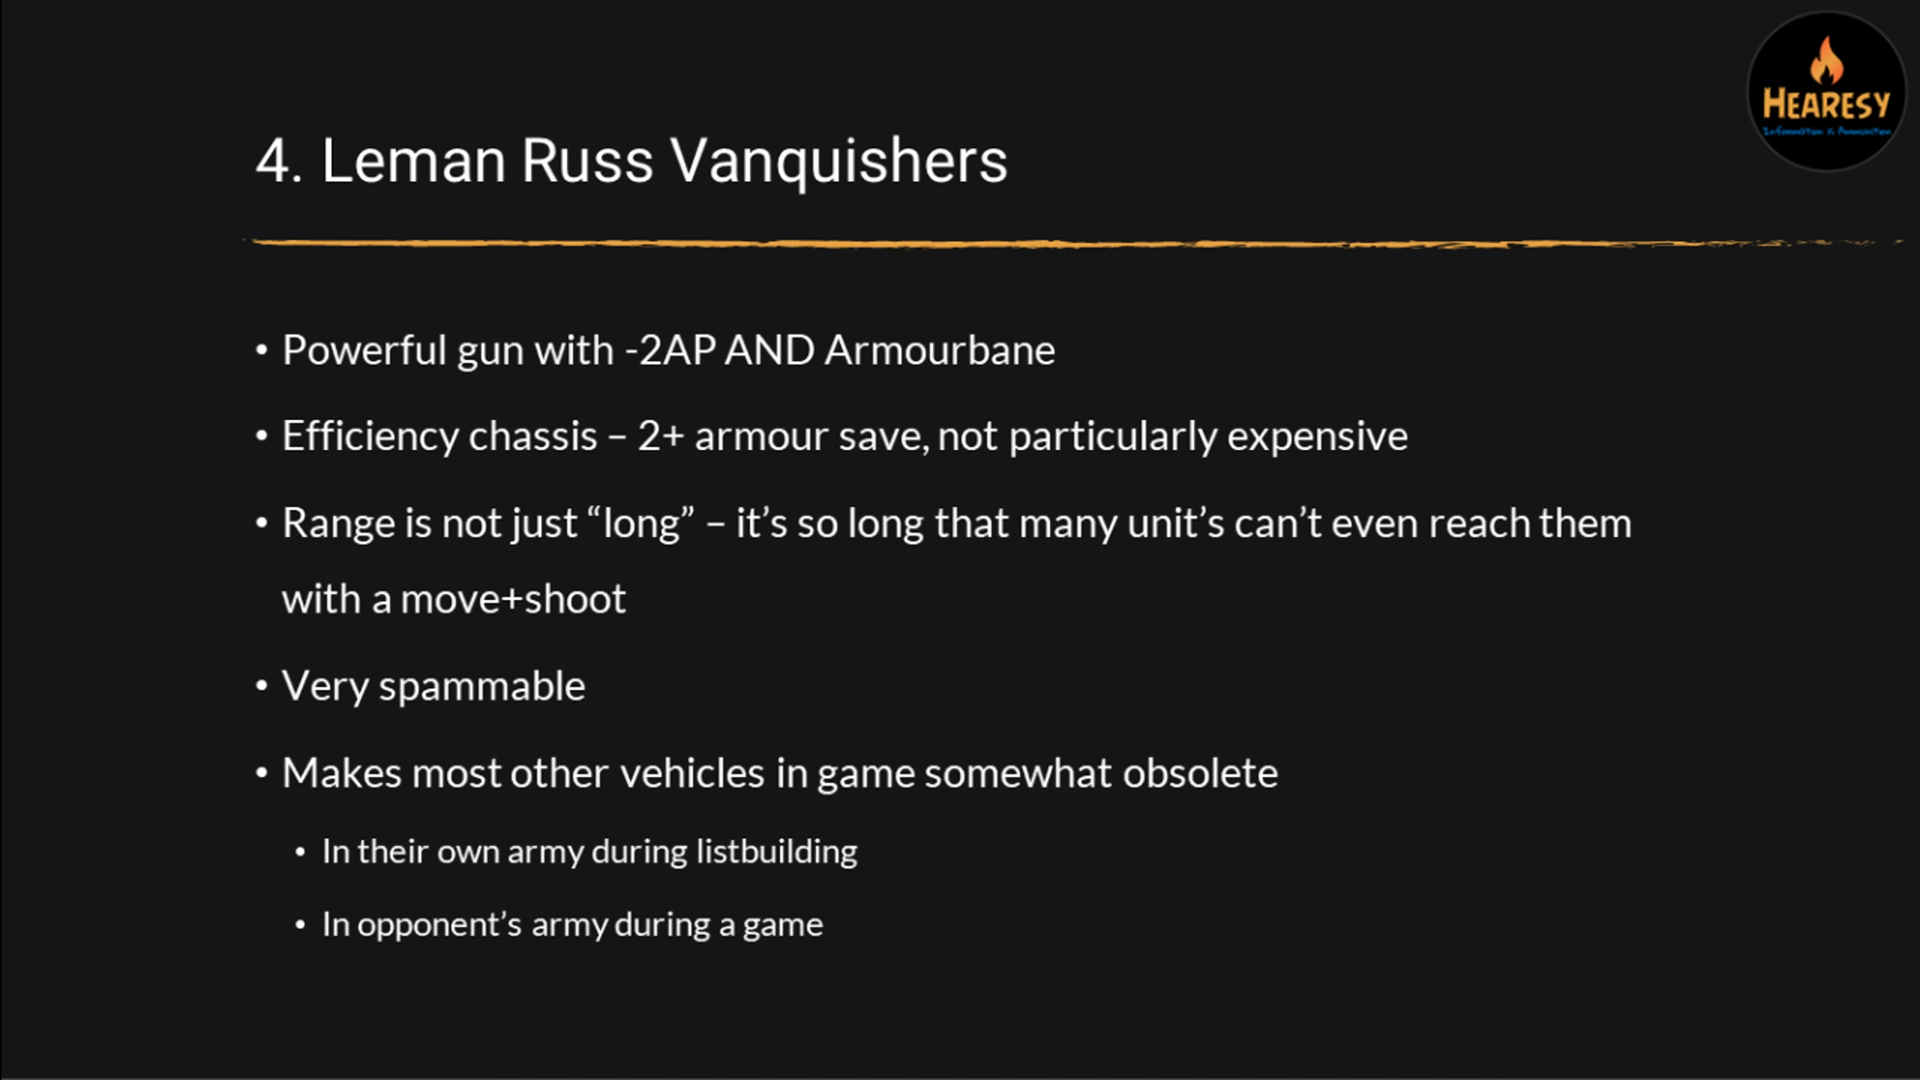 HEARESY
Information & Ammunition
4. Leman Russ Vanquishers
• Powerful gun with -2AP AND Armourbane
• Efficiency chassis – 2+ armour save, not particularly expensive
• Range is not just “long” – it’s so long that many unit’s can’t even reach them
with a move+shoot
• Very spammable
• Makes most other vehicles in game somewhat obsolete
• In their own army during listbuilding
• In opponent’s army during a game